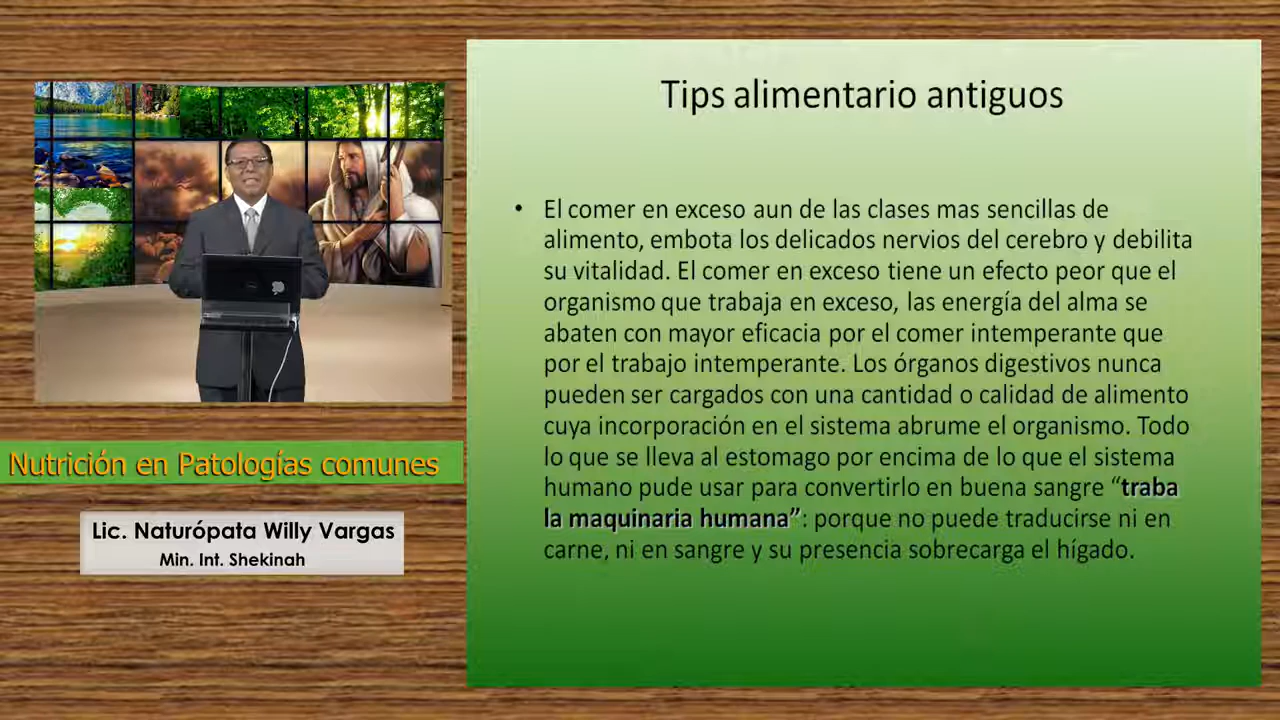 Tips alimentario antiguos
• El comer en exceso aun de las clases mas sencillas de
alimento, embota los delicados nervios del cerebro y debilita
su vitalidad. El comer en exceso tiene un efecto peor que el
organismo que trabaja en exceso, las energía del alma se
abaten con mayor eficacia por el comer intemperante que
por el trabajo intemperante. Los órganos digestivos nunca
pueden ser cargados con una cantidad o calidad de alimento
cuya incorporación en el sistema abrume el organismo. Todo
lo que se lleva al estomago por encima de lo que el sistema
humano pude usar para convertirlo en buena sangre “traba
la maquinaria humana”: porque no puede traducirse ni en
carne, ni en sangre y su presencia sobrecarga el hígado.
Nutrición en Patologías comunes
Lic. Naturópata Willy Vargas
Min. Int. Shekinah